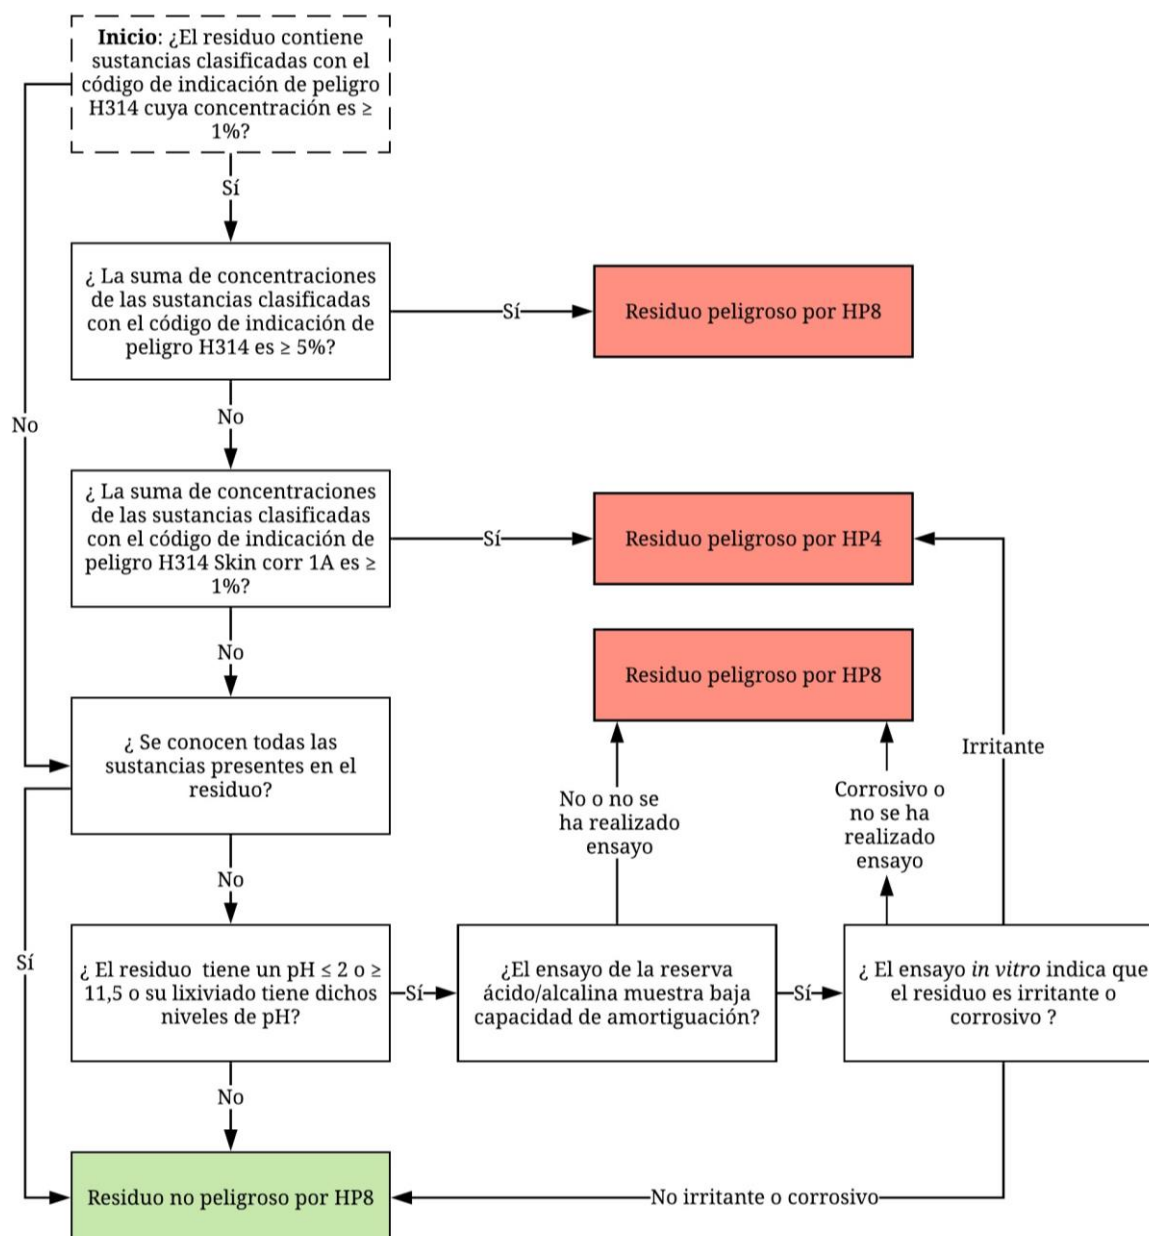 Inicio: ¿El residuo contiene
sustancias clasificadas con el
código de indicación de peligro
H314 cuya concentración es ≥
1%?
Sí
¿ La suma de concentraciones
de las sustancias clasificadas
con el código de indicación de
peligro H314 es ≥ 5%?
Sí
Residuo peligroso por HP8
No
No
¿ La suma de concentraciones
de las sustancias clasificadas
con el código de indicación de
peligro H314 Skin corr 1A es ≥
1%?
Sí
Residuo peligroso por HP4
No
Residuo peligroso por HP8
¿ Se conocen todas las
sustancias presentes en el
residuo?
Irritante
No o no se
ha realizado
ensayo
Corrosivo o
no se ha
realizado
ensayo
No
Sí
¿ El residuo tiene un pH ≤ 2 o ≥
11,5 o su lixiviado tiene dichos
niveles de pH?
Sí
¿El ensayo de la reserva
ácido/alcalina muestra baja
capacidad de amortiguación?
Sí
¿ El ensayo in vitro indica que
el residuo es irritante o
corrosivo ?
No
Residuo no peligroso por HP8
No irritante o corrosivo